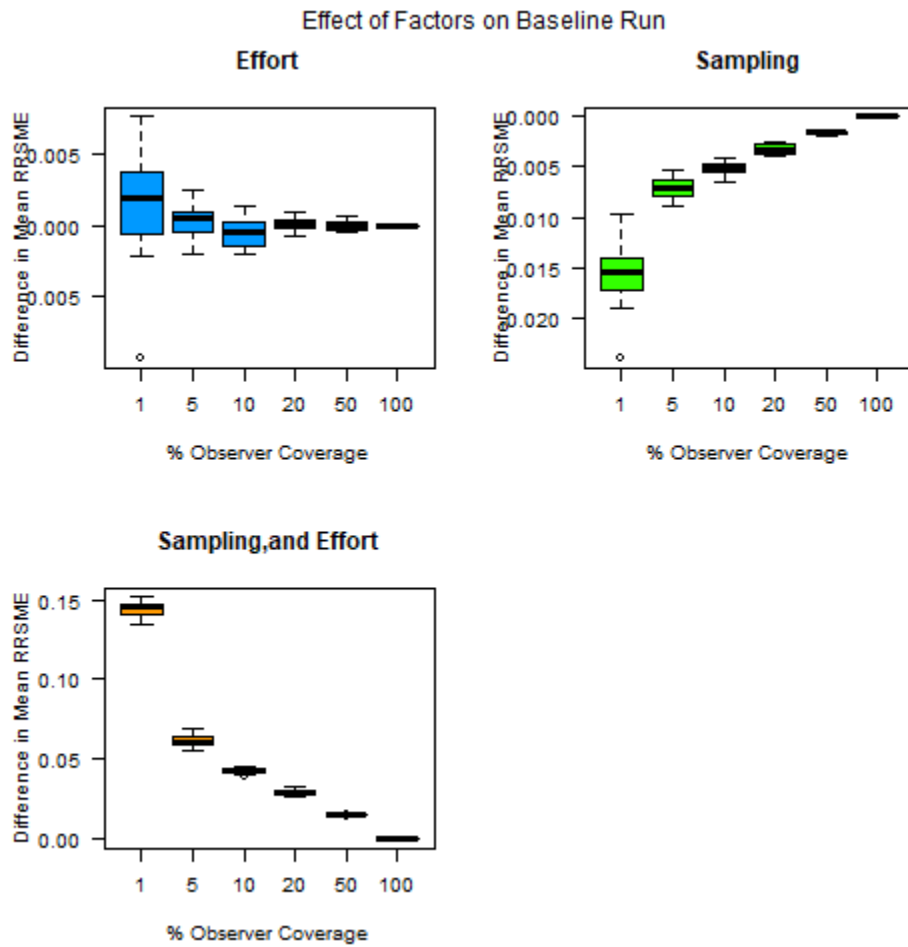 Effect of Factors on Baseline Run
Effort
Difference in Mean RRSME
0.005
0.000
0.005
1 5 10 20 50 100
% Observer Coverage
Sampling
Difference in Mean RRSME
0.000
0.005
0.010
0.015
0.020
1 5 10 20 50 100
% Observer Coverage
Sampling,and Effort
Difference in Mean RRSME
0.15
0.10
0.05
0.00
1 5 10 20 50 100
% Observer Coverage